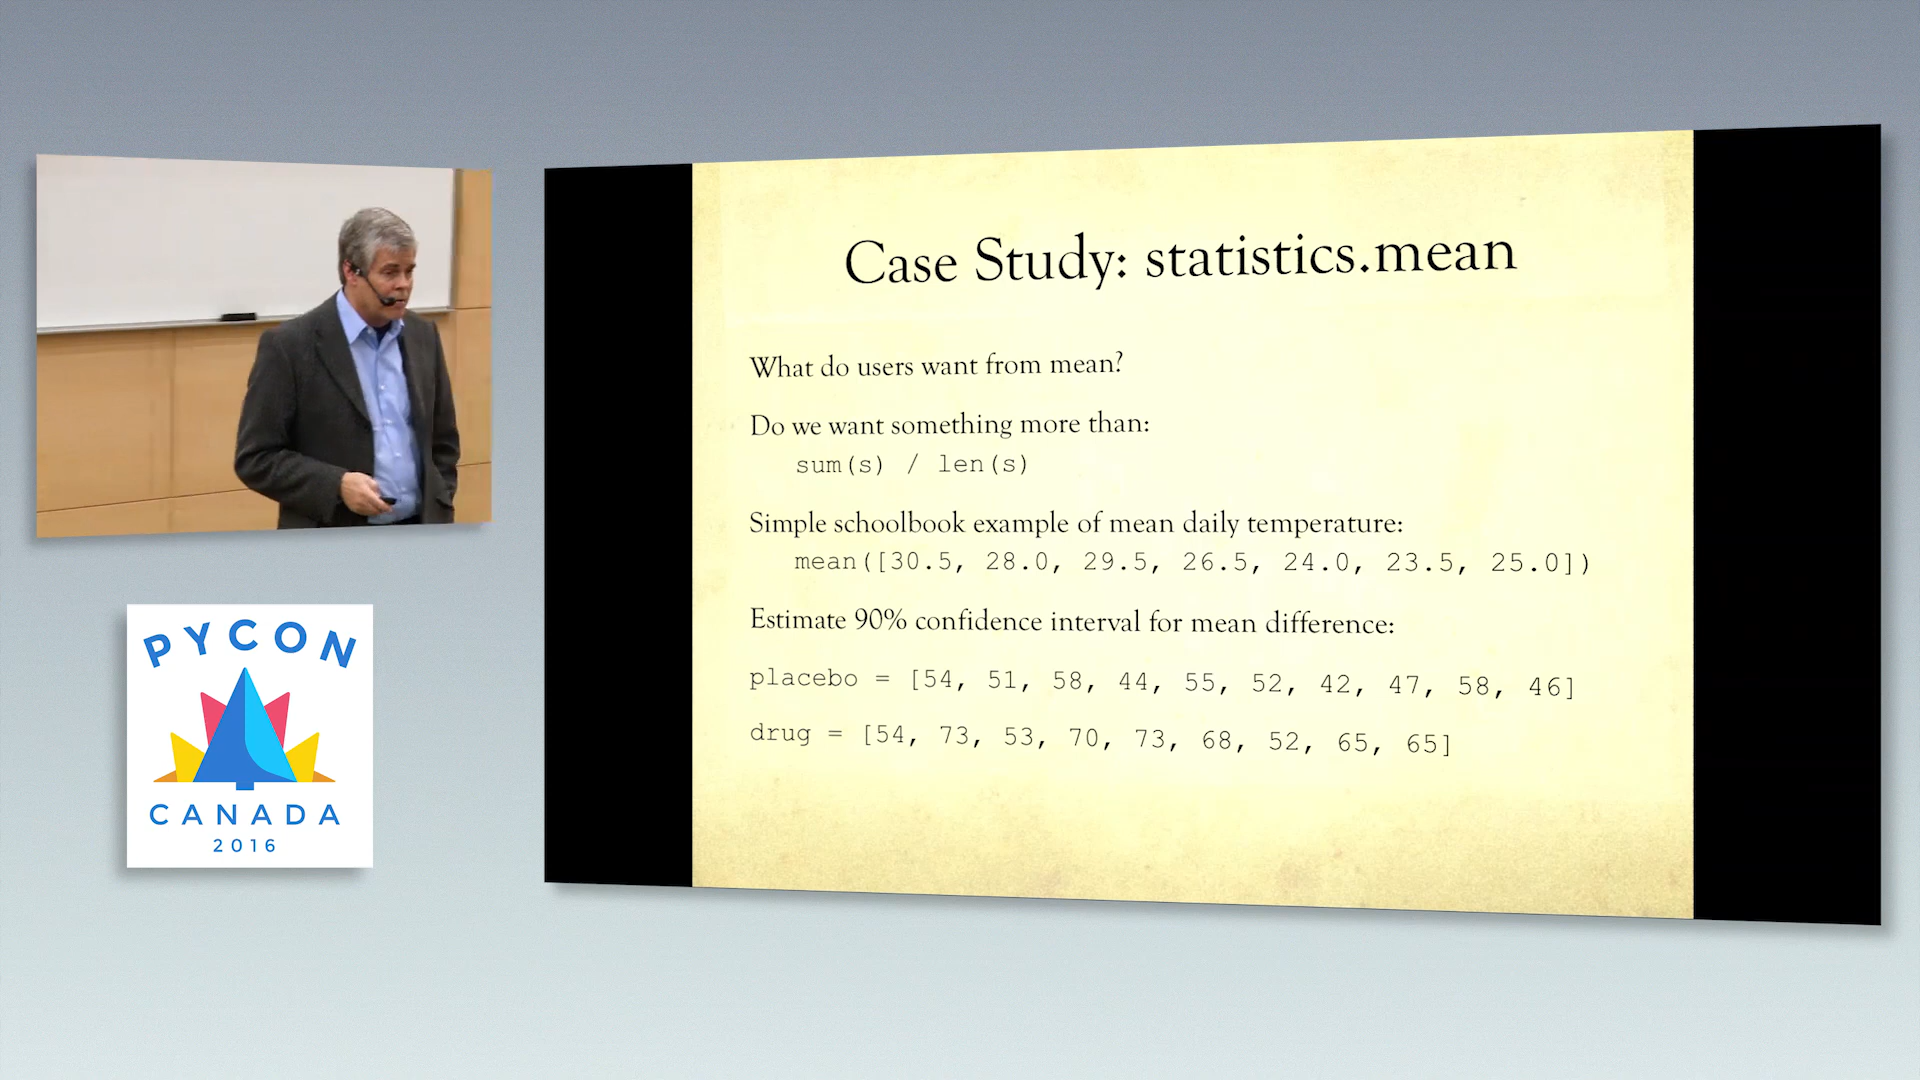 Case Study: statistics.mean
What do users want from mean?
Do we want something more than:
sum(s) / len(s)
Simple schoolbook example of mean daily temperature:
mean([30.5, 28.0, 29.5, 26.5, 24.0, 23.5, 25.0])
Estimate 90% confidence interval for mean difference:
placebo = [54, 51, 58, 44, 55, 52, 42, 47, 58, 46]
drug = [54, 73, 53, 70, 73, 68, 52, 65, 65]
PYCON
CANADA
2016